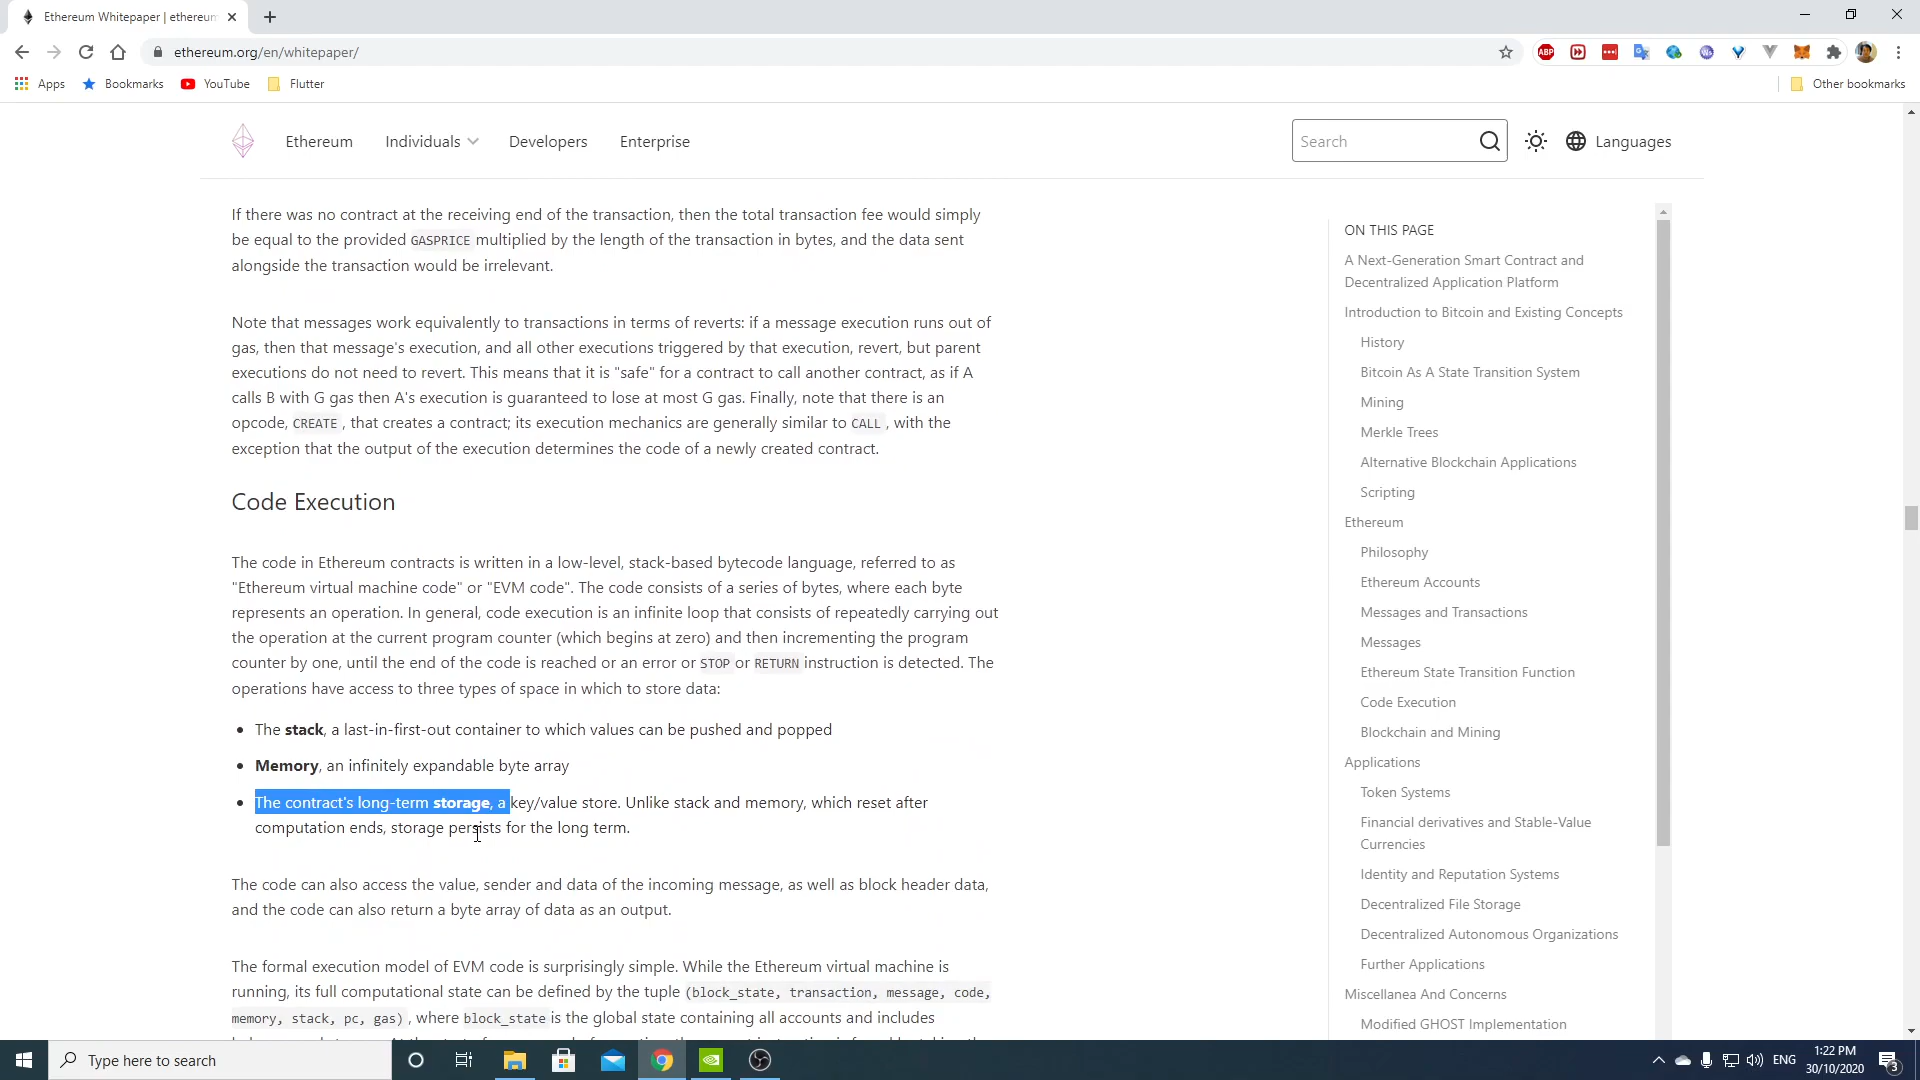 Ethereum Whitepaper | ethereum
ethereum.org/en/whitepaper/
ABP
Apps
Bookmarks
YouTube
Flutter
Other bookmarks
Ethereum
Individuals
Developers
Enterprise
Search
Languages
If there was no contract at the receiving end of the transaction, then the total transaction fee would simply
be equal to the provided GASPRICE multiplied by the length of the transaction in bytes, and the data sent
alongside the transaction would be irrelevant.
Note that messages work equivalently to transactions in terms of reverts: if a message execution runs out of
gas, then that message's execution, and all other executions triggered by that execution, revert, but parent
executions do not need to revert. This means that it is "safe" for a contract to call another contract, as if A
calls B with G gas then A's execution is guaranteed to lose at most G gas. Finally, note that there is an
opcode, CREATE , that creates a contract; its execution mechanics are generally similar to CALL , with the
exception that the output of the execution determines the code of a newly created contract.
Code Execution
The code in Ethereum contracts is written in a low-level, stack-based bytecode language, referred to as
"Ethereum virtual machine code" or "EVM code". The code consists of a series of bytes, where each byte
represents an operation. In general, code execution is an infinite loop that consists of repeatedly carrying out
the operation at the current program counter (which begins at zero) and then incrementing the program
counter by one, until the end of the code is reached or an error or STOP or RETURN instruction is detected. The
operations have access to three types of space in which to store data:
The stack, a last-in-first-out container to which values can be pushed and popped
Memory, an infinitely expandable byte array
The contract's long-term storage, a key/value store. Unlike stack and memory, which reset after
computation ends, storage persists for the long term.
The code can also access the value, sender and data of the incoming message, as well as block header data,
and the code can also return a byte array of data as an output.
The formal execution model of EVM code is surprisingly simple. While the Ethereum virtual machine is
running, its full computational state can be defined by the tuple (block_state, transaction, message, code,
memory, stack, pc, gas) , where block_state is the global state containing all accounts and includes
ON THIS PAGE
A Next-Generation Smart Contract and
Decentralized Application Platform
Introduction to Bitcoin and Existing Concepts
History
Bitcoin As A State Transition System
Mining
Merkle Trees
Alternative Blockchain Applications
Scripting
Ethereum
Philosophy
Ethereum Accounts
Messages and Transactions
Messages
Ethereum State Transition Function
Code Execution
Blockchain and Mining
Applications
Token Systems
Financial derivatives and Stable-Value
Currencies
Identity and Reputation Systems
Decentralized File Storage
Decentralized Autonomous Organizations
Further Applications
Miscellanea And Concerns
Modified GHOST Implementation
Type here to search
ENG
1:22 PM
30/10/2020
3